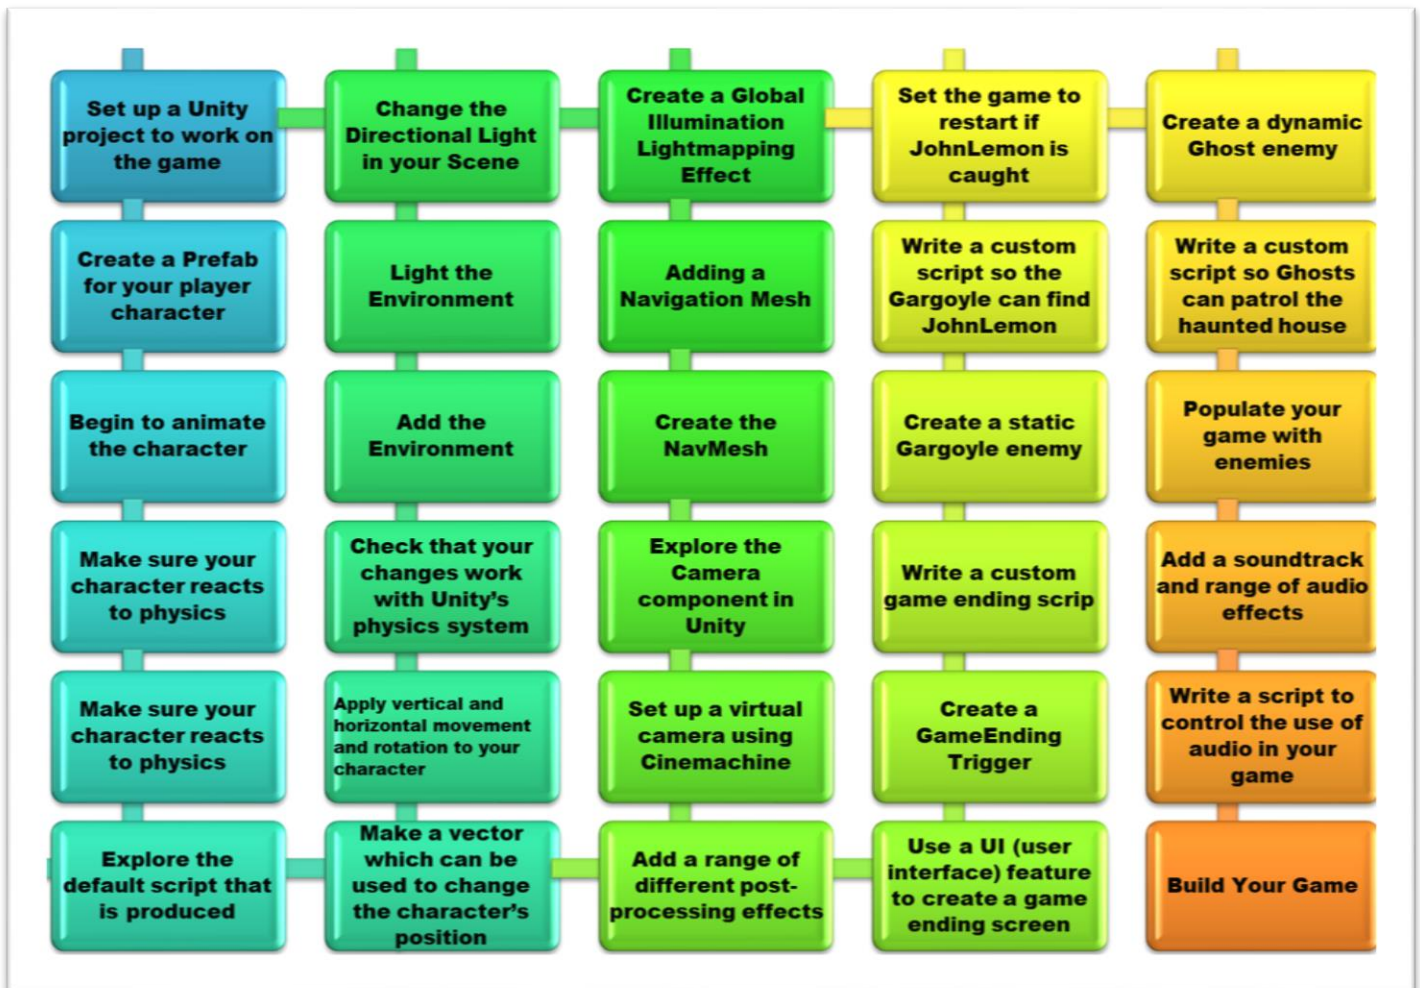 Set up a Unity
project to work on
the game
Create a Prefab
for your player
character
Begin to animate
the character
Make sure your
character reacts
to physics
Make sure your
character reacts
to physics
Explore the
default script that
is produced
Make a vector
which can be
used to change
the character’s
position
Apply vertical and
horizontal movement
and rotation to your
character
Check that your
changes work
with Unity’s
physics system
Add the
Environment
Light the
Environment
Change the
Directional Light
in your Scene
Create a Global
Illumination
Lightmapping
Effect
Adding a
Navigation Mesh
Create the
NavMesh
Explore the
Camera
component in
Unity
Set up a virtual
camera using
Cinemachine
Add a range of
different post-
processing effects
Use a UI (user
interface) feature
to create a game
ending screen
Create a
GameEnding
Trigger
Write a custom
game ending scrip
Create a static
Gargoyle enemy
Write a custom
script so the
Gargoyle can find
JohnLemon
Set the game to
restart if
JohnLemon is
caught
Create a dynamic
Ghost enemy
Write a custom
script so Ghosts
can patrol the
haunted house
Populate your
game with
enemies
Add a soundtrack
and range of audio
effects
Write a script to
control the use of
audio in your
game
Build Your Game